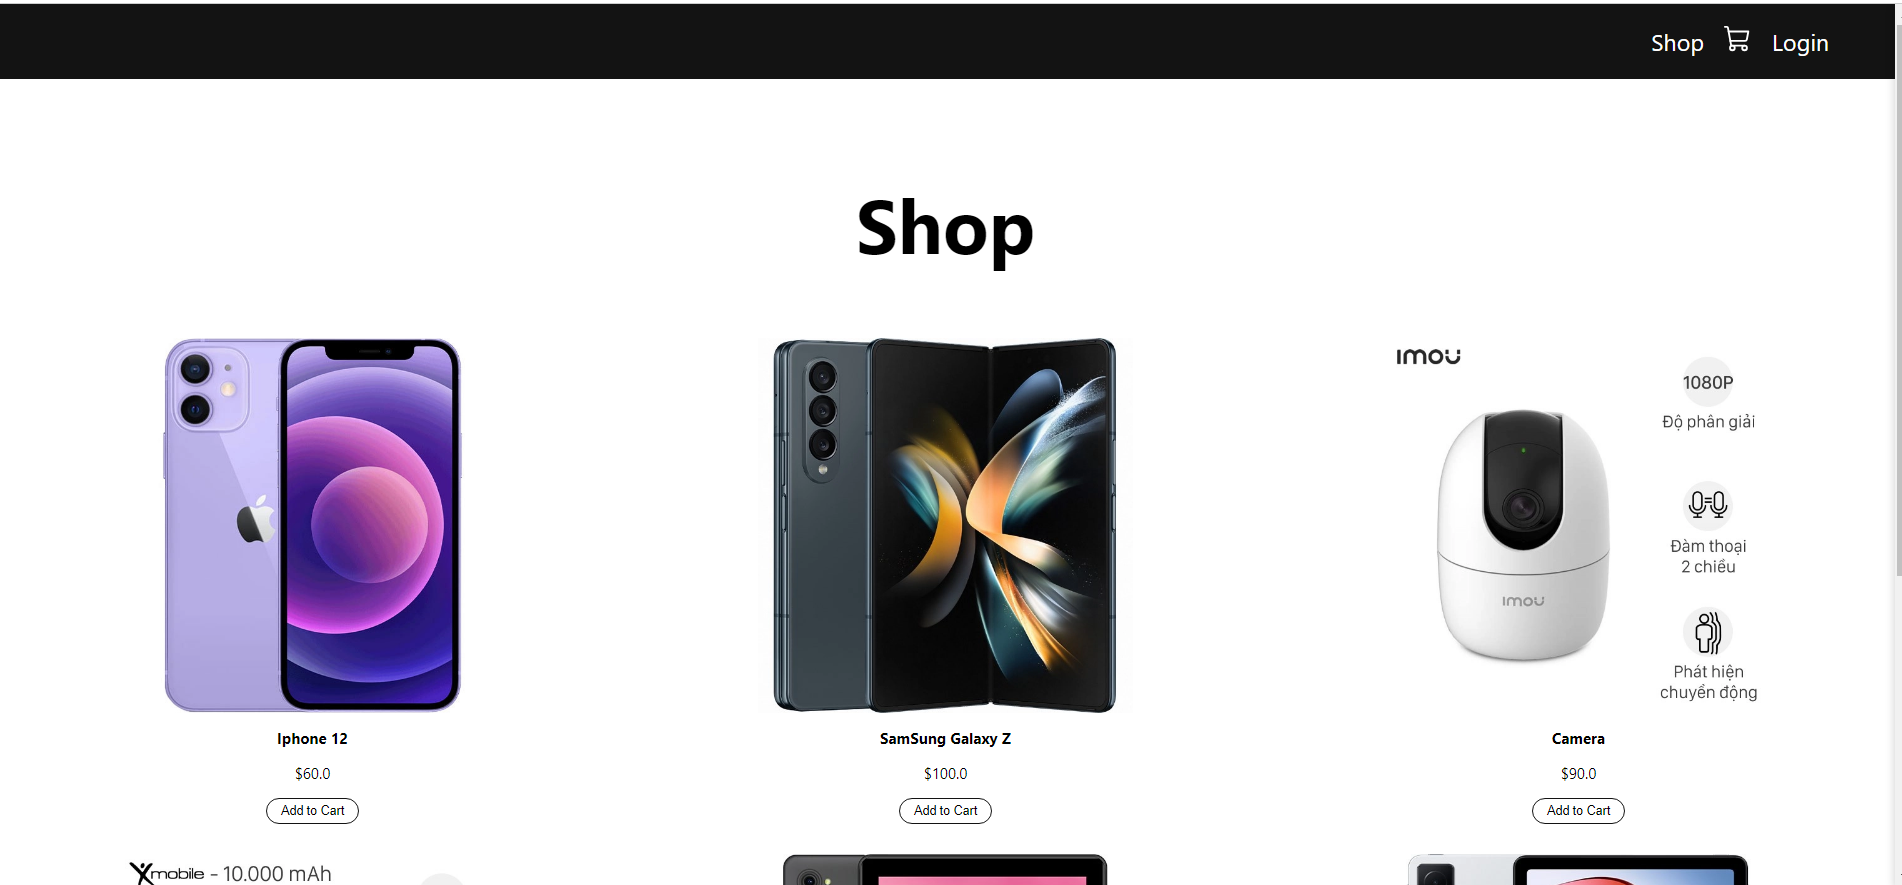 Shop Login
Shop
ımou
1080P
Độ phân giải
Đàm thoại
2 chiều
ımou
Phát hiện
chuyển động
Iphone 12
SamSung Galaxy Z
Camera
$60.0
$100.0
$90.0
Add to Cart
Add to Cart
Add to Cart
Xmobile - 10.000 mAh